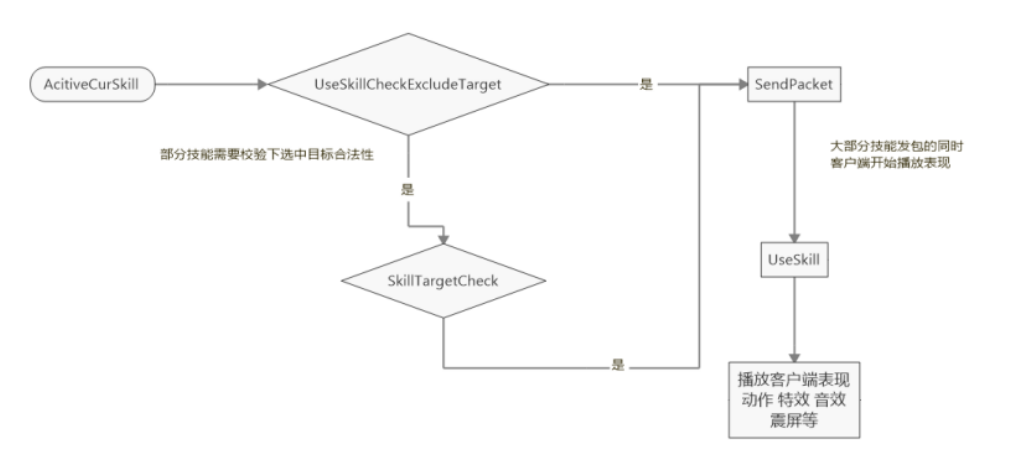 AcitiveCurSkill
UseSkillCheckExcludeTarget
是
SendPacket
部分技能需要校验下选中目标合法性
大部分技能发包的同时
客户端开始播放表现
是
UseSkill
SkillTargetCheck
是
播放客户端表现
动作 特效 音效
震屏等